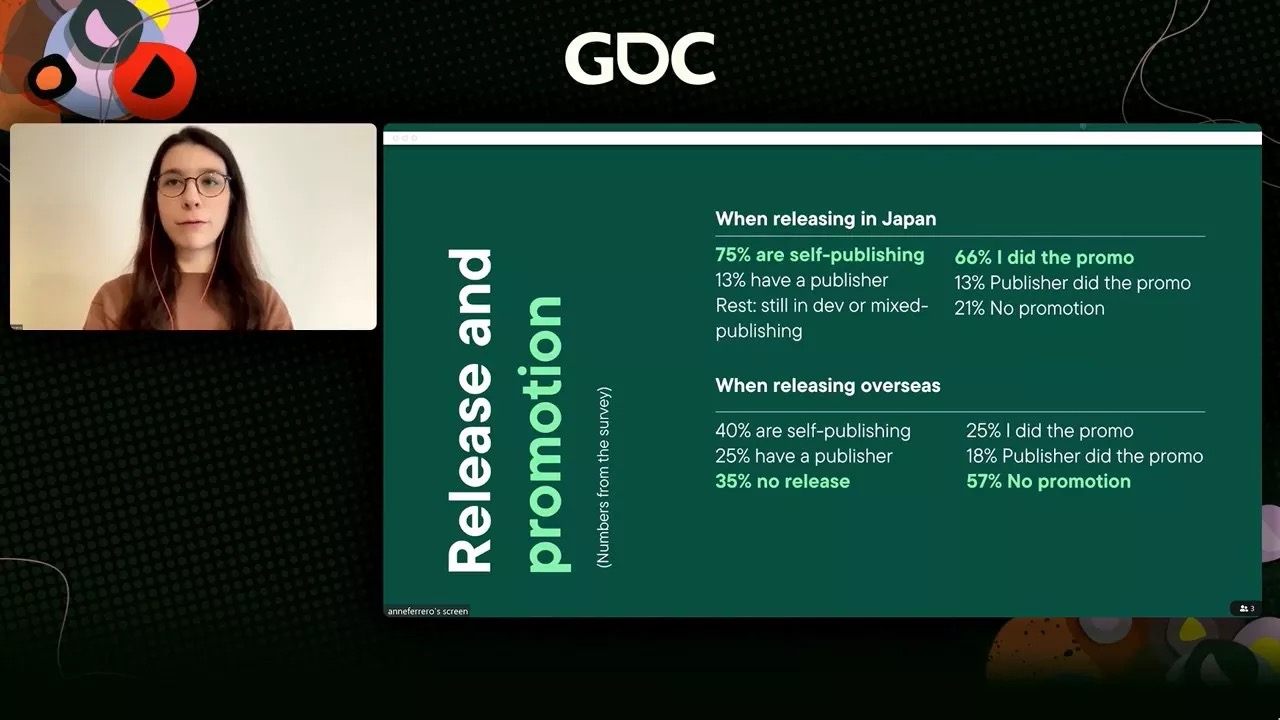 GDC
Release and
promotion
(Numbers from the survey)
When releasing in Japan
75% are self-publishing
13% have a publisher
Rest: still in dev or mixed-
publishing
66% I did the promo
13% Publisher did the promo
21% No promotion
When releasing overseas
40% are self-publishing
25% have a publisher
35% no release
25% I did the promo
18% Publisher did the promo
57% No promotion
anneferrero's screen
3